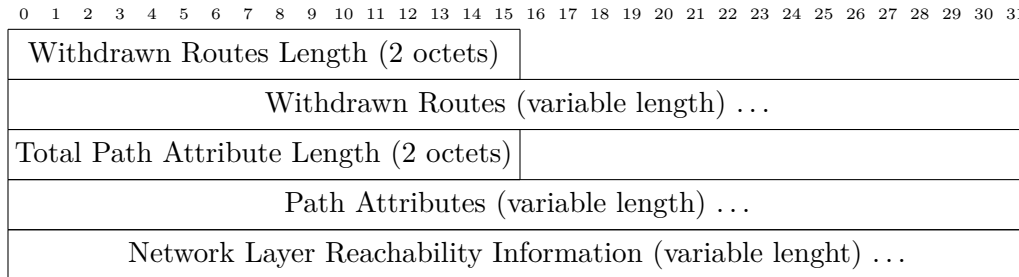 0 1 2 3 4 5 6 7 8 9 10 11 12 13 14 15 16 17 18 19 20 21 22 23 24 25 26 27 28 29 30 31
Withdrawn Routes Length (2 octets)
Withdrawn Routes (variable length) ...
Total Path Attribute Length (2 octets)
Path Attributes (variable length) ...
Network Layer Reachability Information (variable lenght) ...